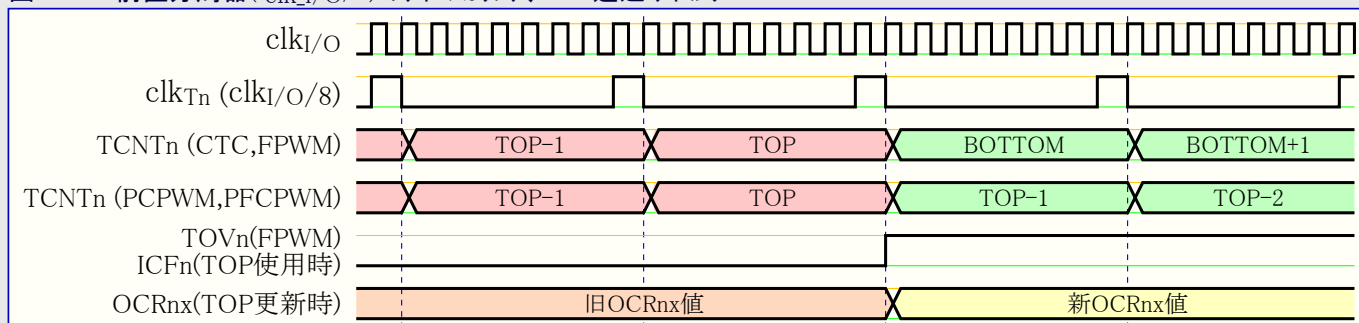 clkI/O
clkTn (clkI/O/8)
TCNTn (CTC,FPWM) TOP-1 TOP BOTTOM BOTTOM+1
TCNTn (PCPWM,PFCPWM) TOP-1 TOP TOP-1 TOP-2
TOVn(FPWM)
ICFn(TOP使用時)
OCRnx(TOP更新時) 旧OCRnx値 新OCRnx値